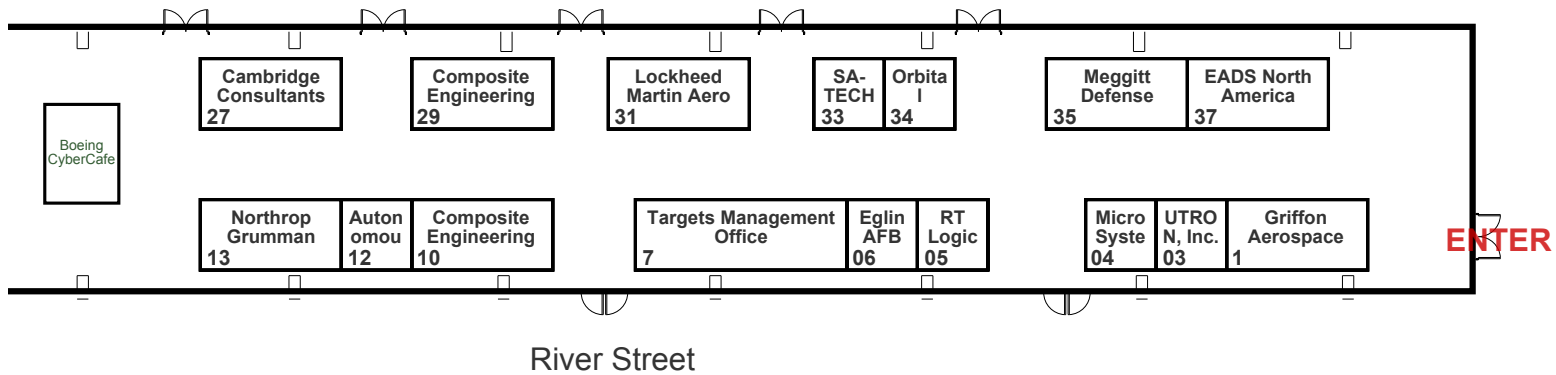 Cambridge
Consultants
27
Composite
Engineering
29
Lockheed
Martin Aero
31
SA-
TECH
33
Orbita
l
34
Meggitt
Defense
35
EADS North
America
37
Boeing
CyberCafe
Northrop
Grumman
13
Auton
omou
12
Composite
Engineering
10
Targets Management
Office
7
Eglin
AFB
06
RT
Logic
05
Micro
Syste
04
UTRO
N, Inc.
03
Griffon
Aerospace
1
ENTER
River Street